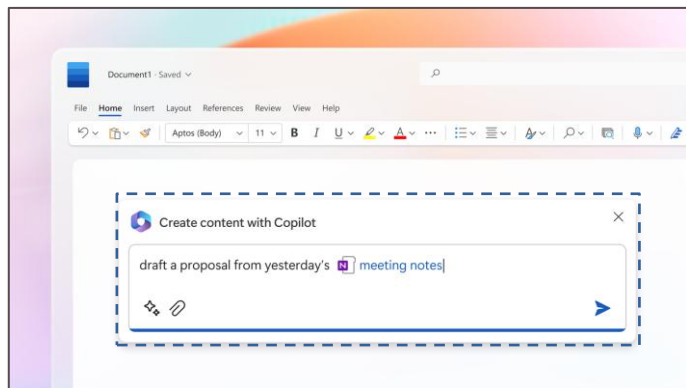 Document1 - Saved
File Home Insert Layout References Review View Help
Aptos (Body) 11 B I U A A
Create content with Copilot
draft a proposal from yesterday's N meeting notes